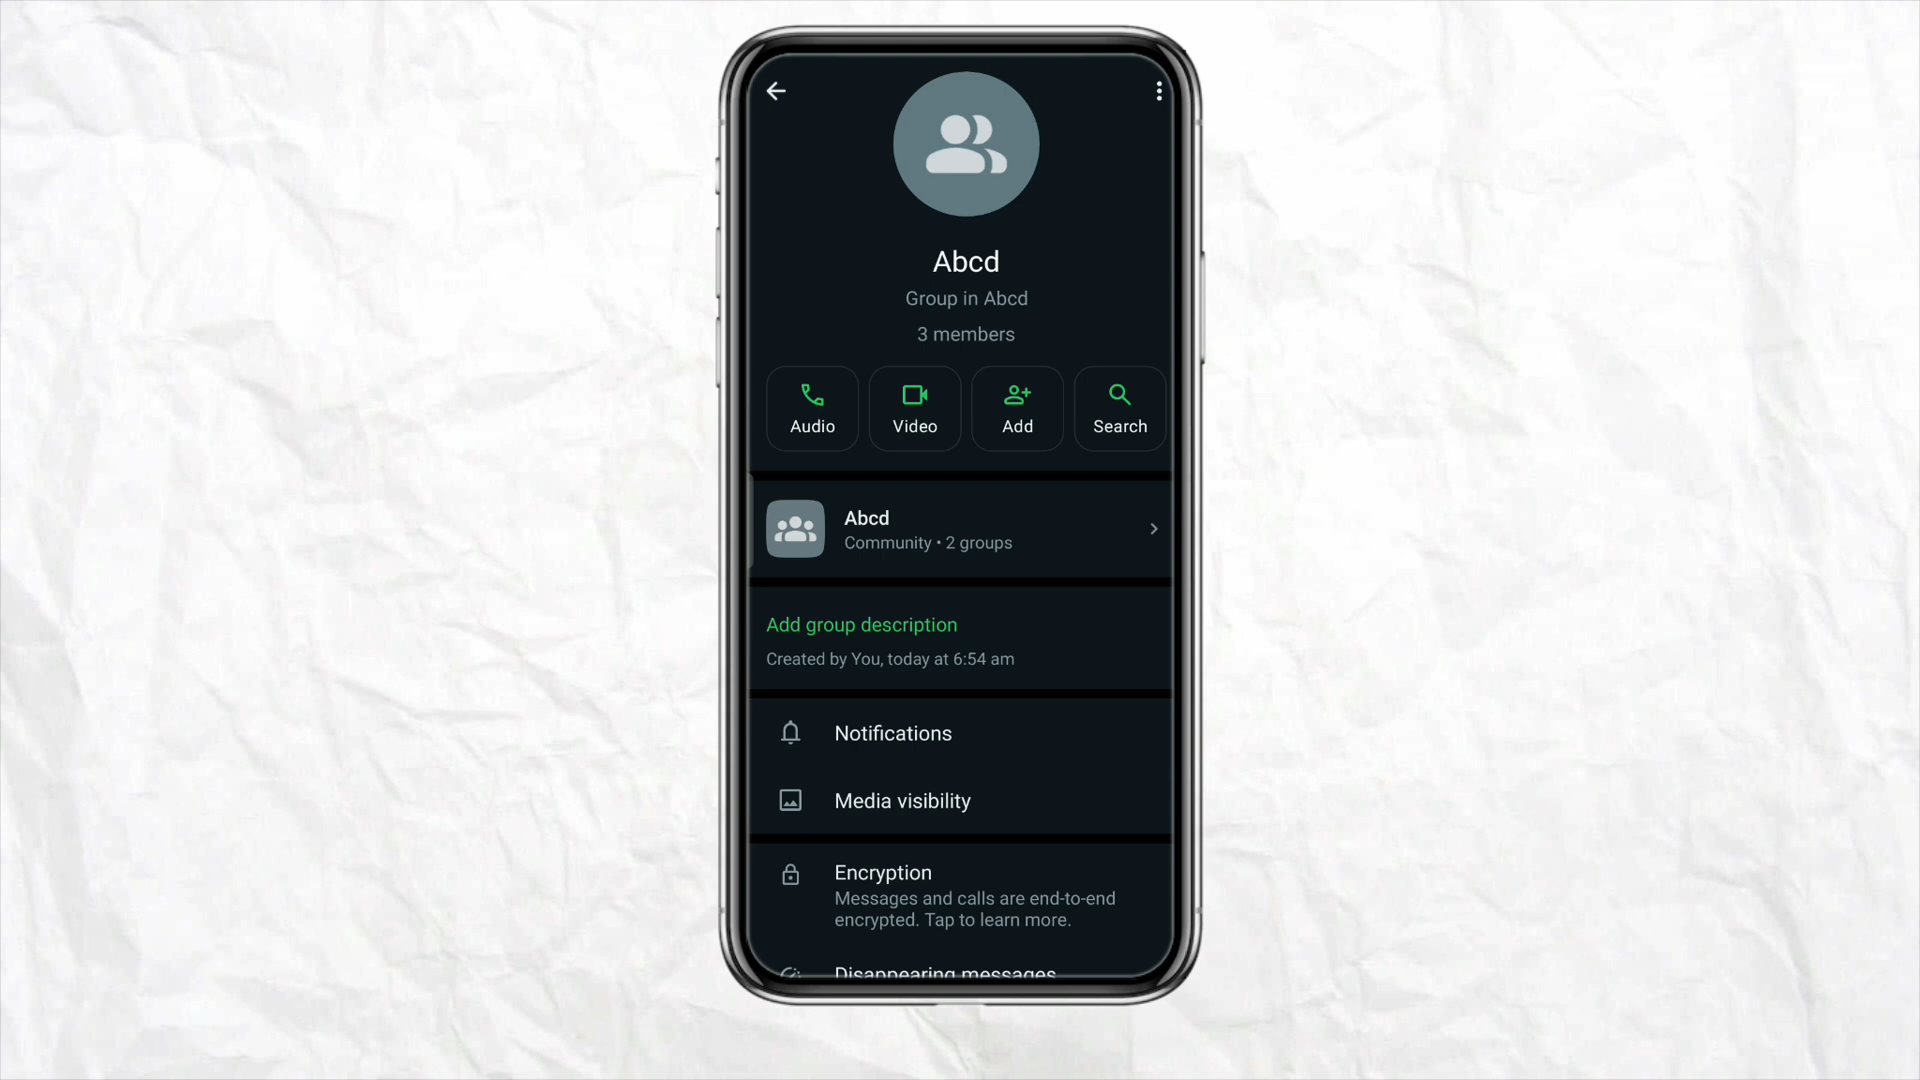 Abcd
Group in Abcd
3 members
Audio
Video
Add
Search
Abcd
Community • 2 groups
Add group description
Created by You, today at 6:54 am
Notifications
Media visibility
Encryption
Messages and calls are end-to-end
encrypted. Tap to learn more.
Disappearing messages